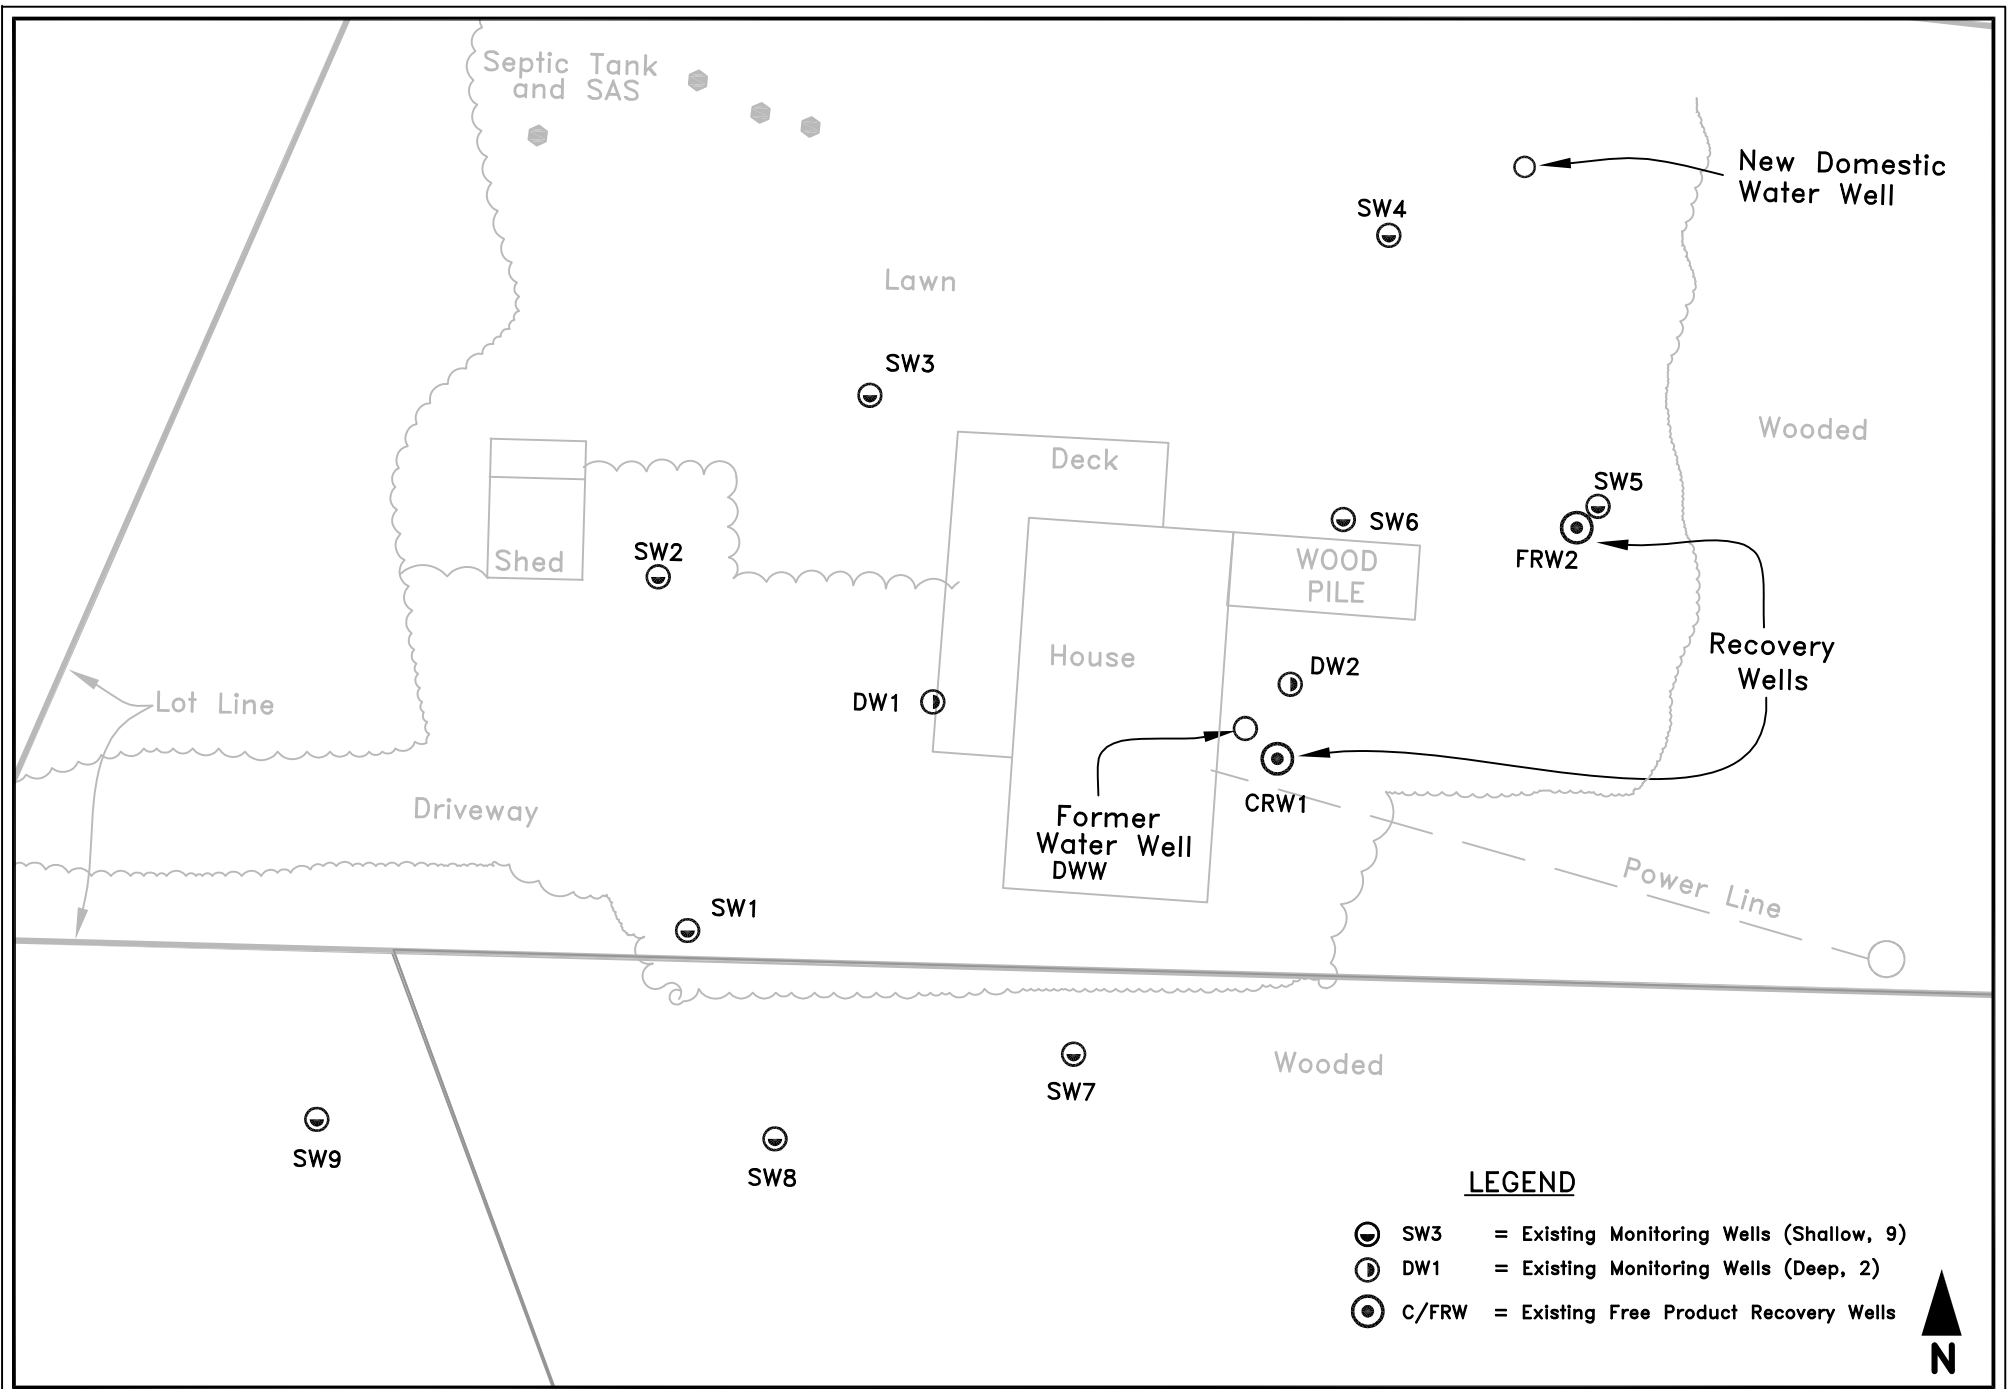 Septic Tank
and SAS
New Domestic
Water Well
SW4
Lawn
SW3
Wooded
Deck
SW5
SW6
FRW2
Shed
SW2
WOOD
PILE
House
Recovery
Wells
DW2
DW1
Lot Line
Driveway
CRW1
Former
Water Well
DWW
Power Line
SW1
Wooded
SW7
SW9
SW8
LEGEND
SW3 = Existing Monitoring Wells (Shallow, 9)
DW1 = Existing Monitoring Wells (Deep, 2)
C/FRW = Existing Free Product Recovery Wells
N